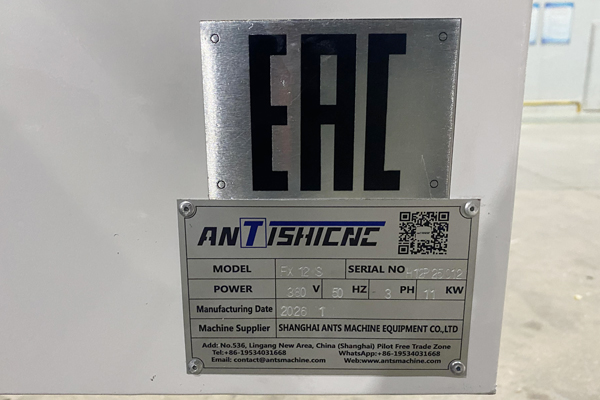 EAC
ANTISHICNC
MODEL
SERIAL NO
POWER 380 V 50 HZ 3 PH 11 KW
Manufacturing Date 2026 1
Machine Supplier SHANGHAI ANTS MACHINE EQUIPMENT CO.,LTD
Add: No.536, Lingang New Area, China (Shanghai) Pilot Free Trade Zone
Tel:+86-19534031668 WhatsApp:+86-19534031668
Email: contact@antsmachine.com Web:www.antsmachine.com